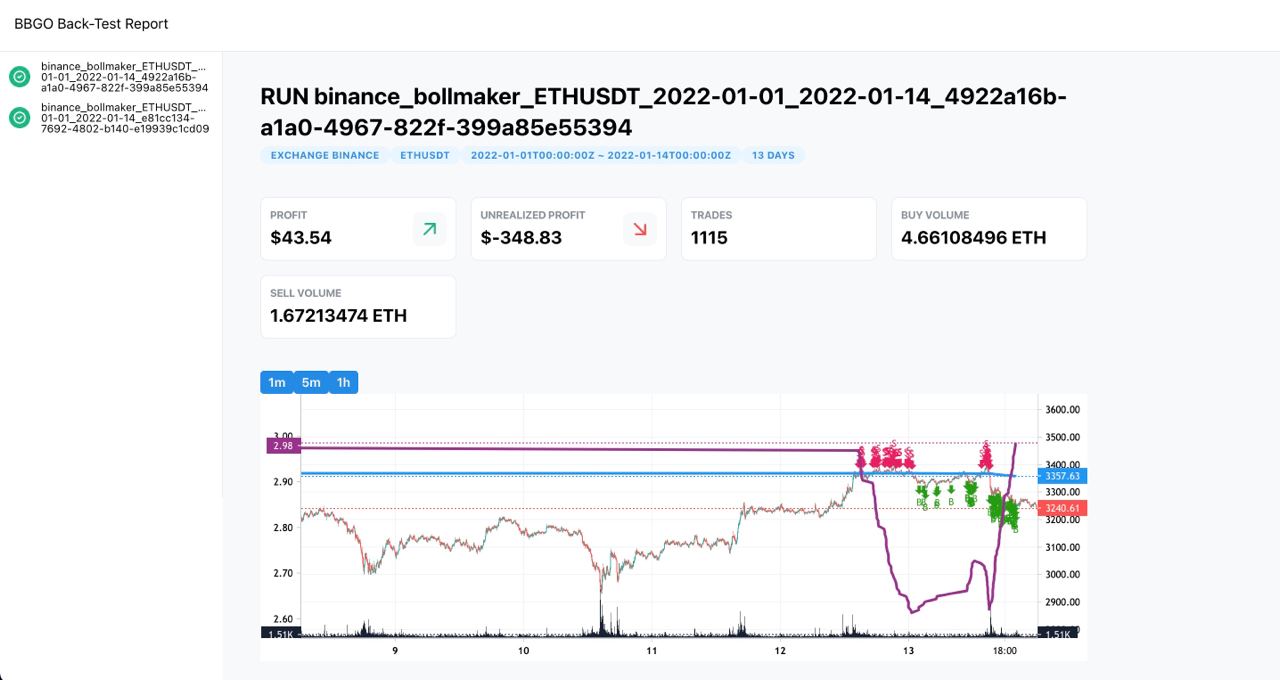 BBGO Back-Test Report
binance_bollmaker_ETHUSDT_...
01-01_2022-01-14_4922a16b-
a1a0-4967-822f-399a85e55394
binance_bollmaker_ETHUSDT_...
01-01_2022-01-14_e81cc134-
7692-4802-b140-e19939c1cd09
RUN binance_bollmaker_ETHUSDT_2022-01-01_2022-01-14_4922a16b-
a1a0-4967-822f-399a85e55394
EXCHANGE BINANCE ETHUSDT 2022-01-01T00:00:00Z ~ 2022-01-14T00:00:00Z 13 DAYS
PROFIT
$43.54
UNREALIZED PROFIT
$-348.83
TRADES
1115
BUY VOLUME
4.66108496 ETH
SELL VOLUME
1.67213474 ETH
1m 5m 1h
3.00
2.98
2.90
2.80
2.70
2.60
1.51K
3600.00
3500.00
3400.00
3357.63
3300.00
3240.61
3200.00
3100.00
3000.00
2900.00
1.51K
9 10 11 12 13 18:00